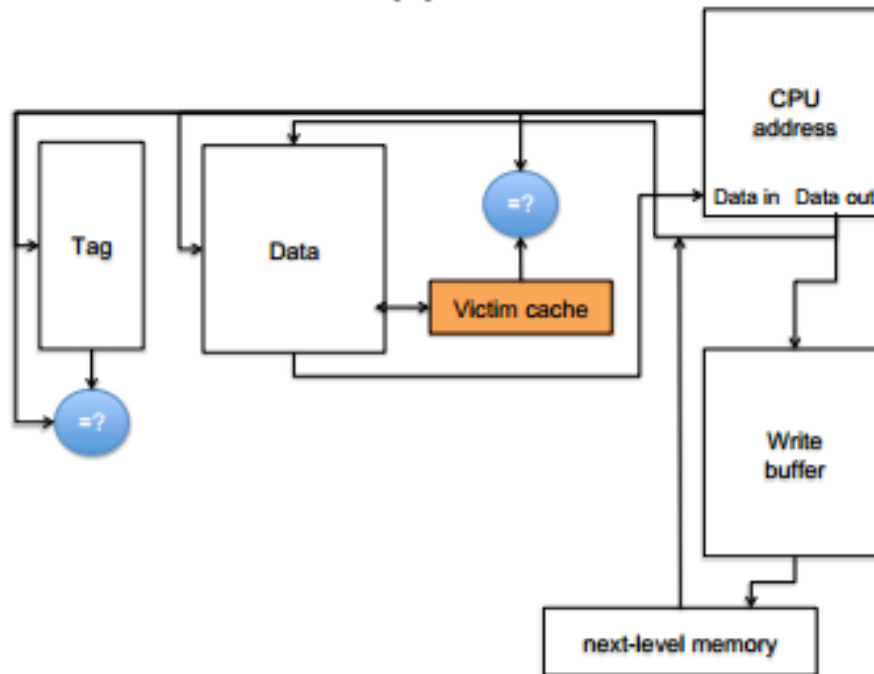 CPU
address
Data in Data out
=?
Tag
Data
Victim cache
=?
Write
buffer
next-level memory